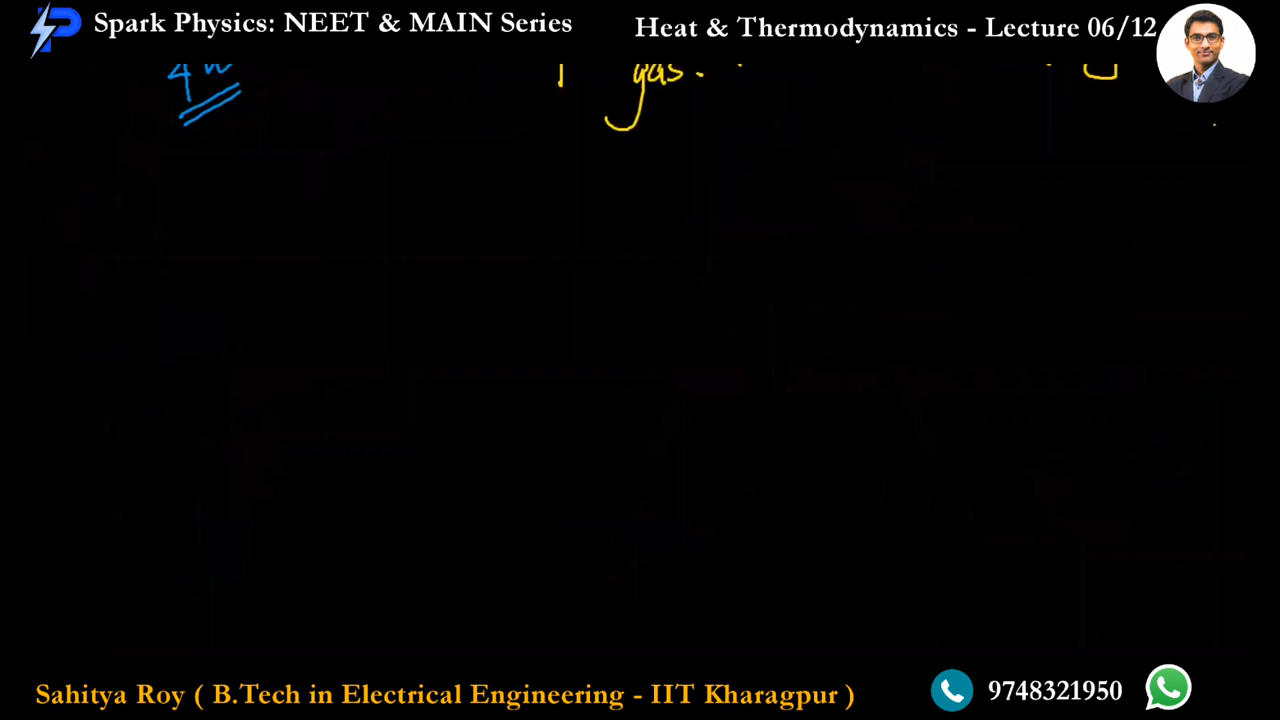 Spark Physics: NEET & MAIN Series
Heat & Thermodynamics - Lecture 06/12
gas.
Sahitya Roy ( B.Tech in Electrical Engineering - IIT Kharagpur )
9748321950